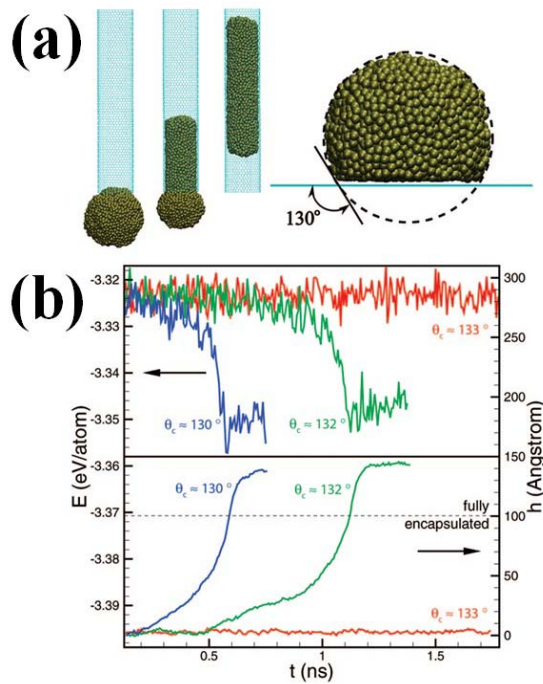 (a)
130°
(b)
-3.32
-3.33
-3.34
-3.35
-3.36
-3.37
-3.38
-3.39
E (eV/atom)
300
250
200
150
100
50
0
h (Angstrom)
θc ≈ 133 °
θc ≈ 130 °
θc ≈ 132 °
θc ≈ 130 °
θc ≈ 132 °
fully
encapsulated
θc ≈ 133 °
0.5
1
1.5
t (ns)